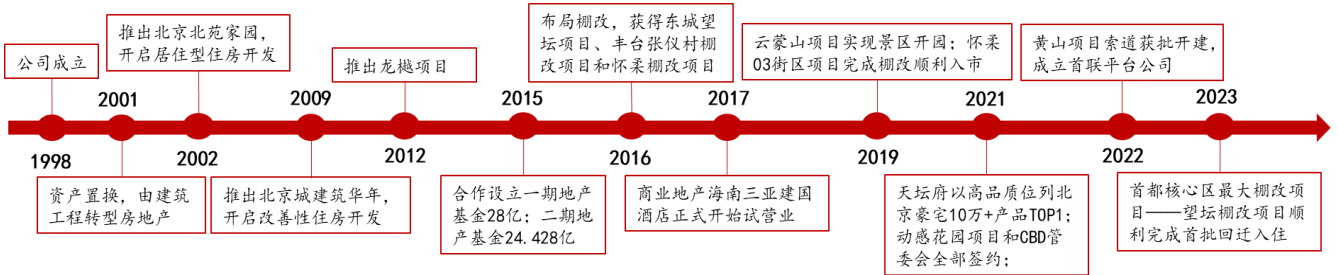 公司成立
1998
2001
资产置换，由建筑
工程转型房地产
推出北京北苑家园，
开启居住型住房开发
2002
2009
推出北京城建筑华年，
开启改善性住房开发
推出龙樾项目
2012
2015
合作设立一期地产
基金28亿；二期地
产基金24.428亿
布局棚改，获得东城望
坛项目、丰台张仪村棚
改项目和怀柔棚改项目
2016
2017
商业地产海南三亚建国
酒店正式开始试营业
云蒙山项目实现景区开园；怀柔
03街区项目完成棚改顺利入市
2019
2021
天坛府以高品质位列北
京豪宅10万+产品TOP1；
动感花园项目和CBD管
委会全部签约；
黄山项目索道获批开建，
成立首联平台公司
2022
2023
首都核心区最大棚改项
目——望坛棚改项目顺
利完成首批回迁入住